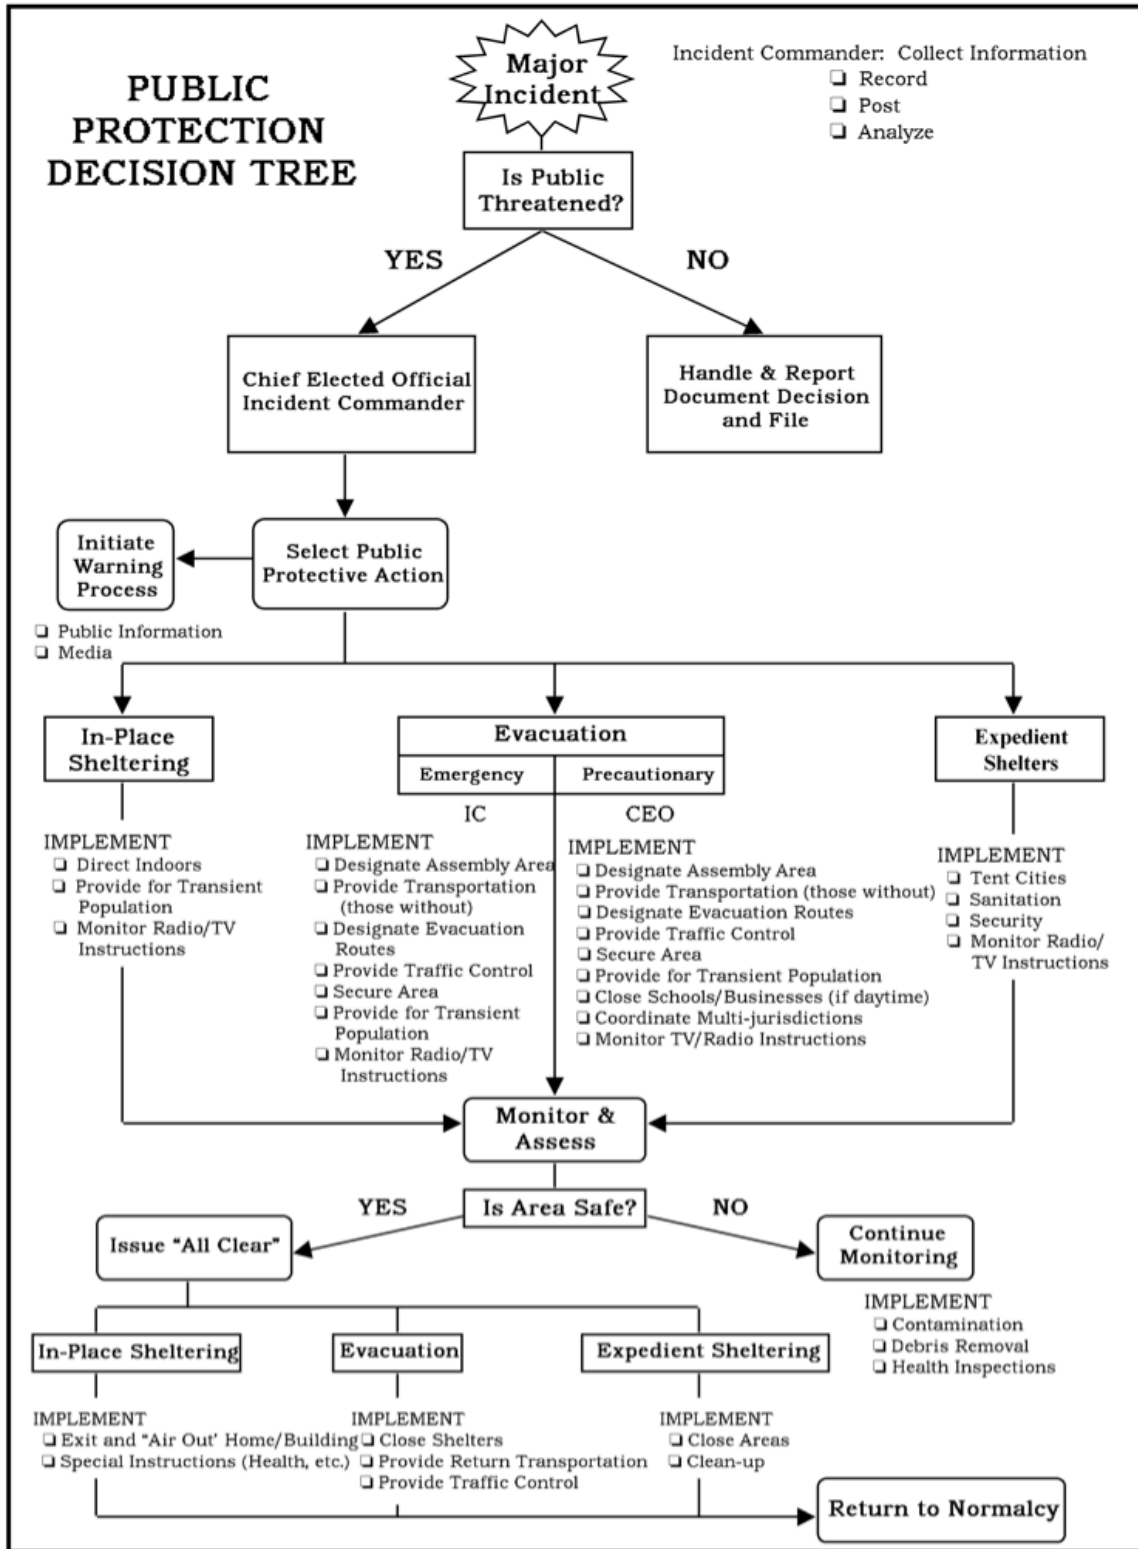 PUBLIC
PROTECTION
DECISION TREE
Major
Incident
Incident Commander: Collect Information
❏ Record
❏ Post
❏ Analyze
Is Public
Threatened?
YES
NO
Chief Elected Official
Incident Commander
Handle & Report
Document Decision
and File
Initiate
Warning
Process
Select Public
Protective Action
❏ Public Information
❏ Media
In-Place
Sheltering
Evacuation
Emergency
Precautionary
Expedient
Shelters
IC
CEO
IMPLEMENT
❏ Direct Indoors
❏ Provide for Transient
Population
❏ Monitor Radio/TV
Instructions
IMPLEMENT
❏ Designate Assembly Area
❏ Provide Transportation
(those without)
❏ Designate Evacuation
Routes
❏ Provide Traffic Control
❏ Secure Area
❏ Provide for Transient
Population
❏ Monitor Radio/TV
Instructions
IMPLEMENT
❏ Designate Assembly Area
❏ Provide Transportation (those without)
❏ Designate Evacuation Routes
❏ Provide Traffic Control
❏ Secure Area
❏ Provide for Transient Population
❏ Close Schools/Businesses (if daytime)
❏ Coordinate Multi-jurisdictions
❏ Monitor TV/Radio Instructions
IMPLEMENT
❏ Tent Cities
❏ Sanitation
❏ Security
❏ Monitor Radio/
TV Instructions
Monitor &
Assess
Is Area Safe?
YES
NO
Issue "All Clear"
Continue
Monitoring
IMPLEMENT
❏ Contamination
❏ Debris Removal
❏ Health Inspections
In-Place Sheltering
Evacuation
Expedient Sheltering
IMPLEMENT
❏ Exit and "Air Out' Home/Building
❏ Special Instructions (Health, etc.)
IMPLEMENT
❏ Close Shelters
❏ Provide Return Transportation
❏ Provide Traffic Control
IMPLEMENT
❏ Close Areas
❏ Clean-up
Return to Normalcy